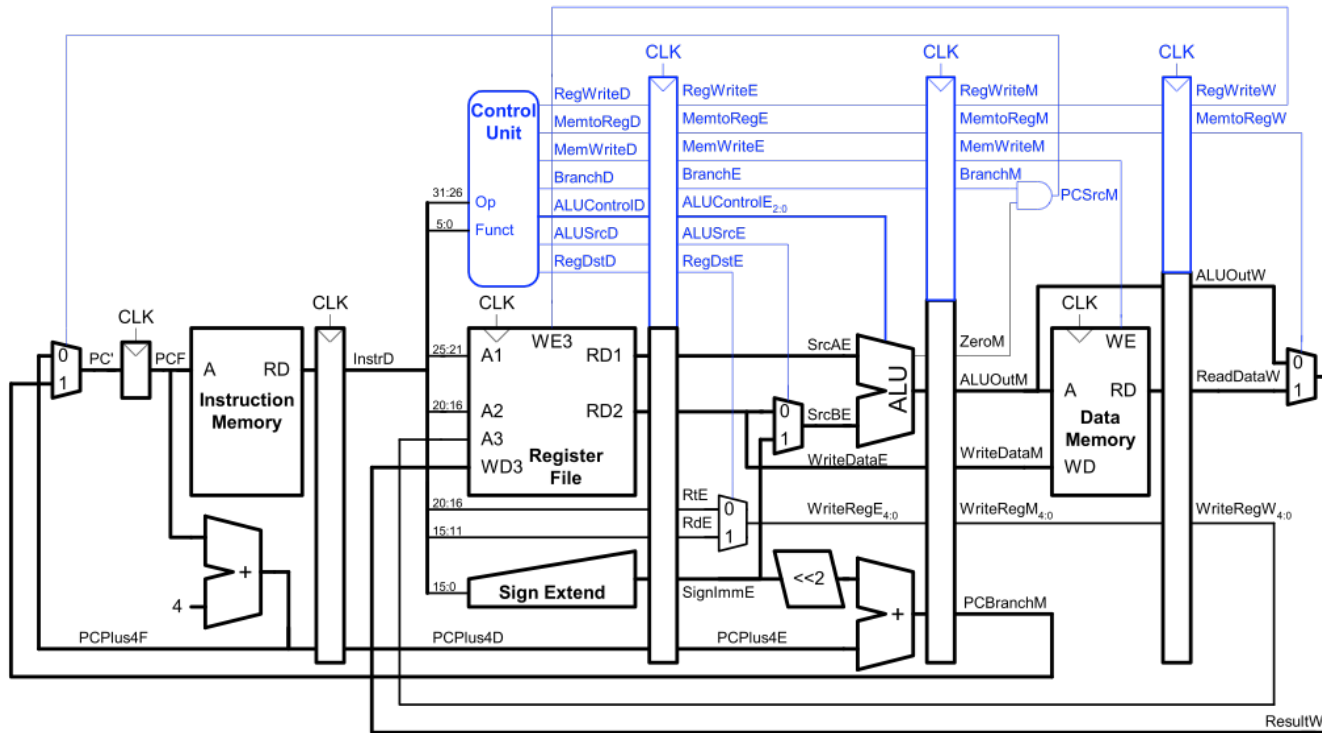 CLK
CLK
CLK
RegWriteD
RegWriteE
RegWriteM
RegWriteW
Control
Unit
MemtoRegD
MemtoRegE
MemtoRegM
MemtoRegW
MemWriteD
MemWriteE
MemWriteM
BranchD
BranchE
BranchM
PCSrcM
31:26
Op
ALUControlD
ALUControlE2:0
5:0
Funct
ALUSrcD
ALUSrcE
RegDstD
RegDstE
ALUOutW
CLK
CLK
CLK
CLK
0
1
PC'
PCF
A
RD
Instruction
Memory
InstrD
25:21
A1
WE3
RD1
SrcAE
ALU
ZeroM
WE
0
1
20:16
A2
RD2
0
1
SrcBE
ALUOutM
A
RD
ReadDataW
Data
Memory
A3
WD3
Register
File
WriteDataE
WriteDataM
WD
20:16
RtE
0
15:11
RdE
1
WriteRegE4:0
WriteRegM4:0
WriteRegW4:0
+
4
15:0
Sign Extend
SignImmE
<<2
+
PCBranchM
PCPlus4F
PCPlus4D
PCPlus4E
ResultW